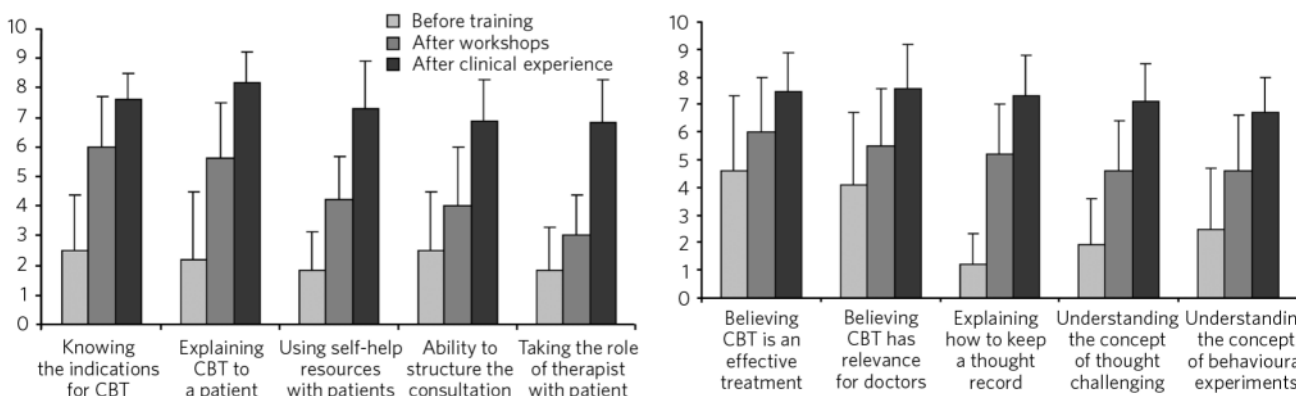 10
9
8
7
6
5
4
3
2
1
0
Before training
After workshops
After clinical experience
Knowing
the indications
for CBT
Explaining
CBT to
a patient
Using self-help
resources
with patients
Ability to
structure the
consultation
Taking the role
of therapist
with patient
10
9
8
7
6
5
4
3
2
1
0
Believing
CBT is an
effective
treatment
Believing
CBT has
relevance
for doctors
Explaining
how to keep
a thought
record
Understanding
the concept
of thought
challenging
Understandin
the concept
of behavioura
experiments